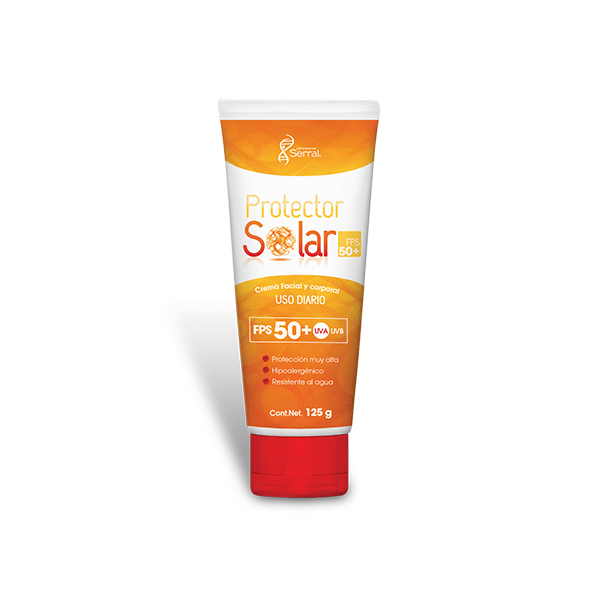 Laboratorios
Serral.
Protector
Solar
FPS
50+
Crema Facial y corporal
USO DIARIO
FPS 50+ UVA UVB
Protección muy alta
Hipoalergénico
Resistente al agua
Cont.Net. 125 g